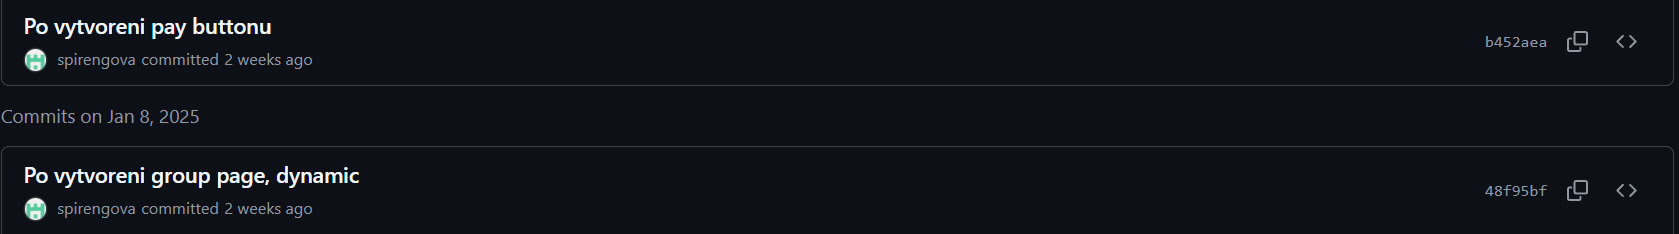 Po vytvoreni pay buttonu
b452aea
spirengova committed 2 weeks ago
Commits on Jan 8, 2025
Po vytvoreni group page, dynamic
48f95bf
spirengova committed 2 weeks ago